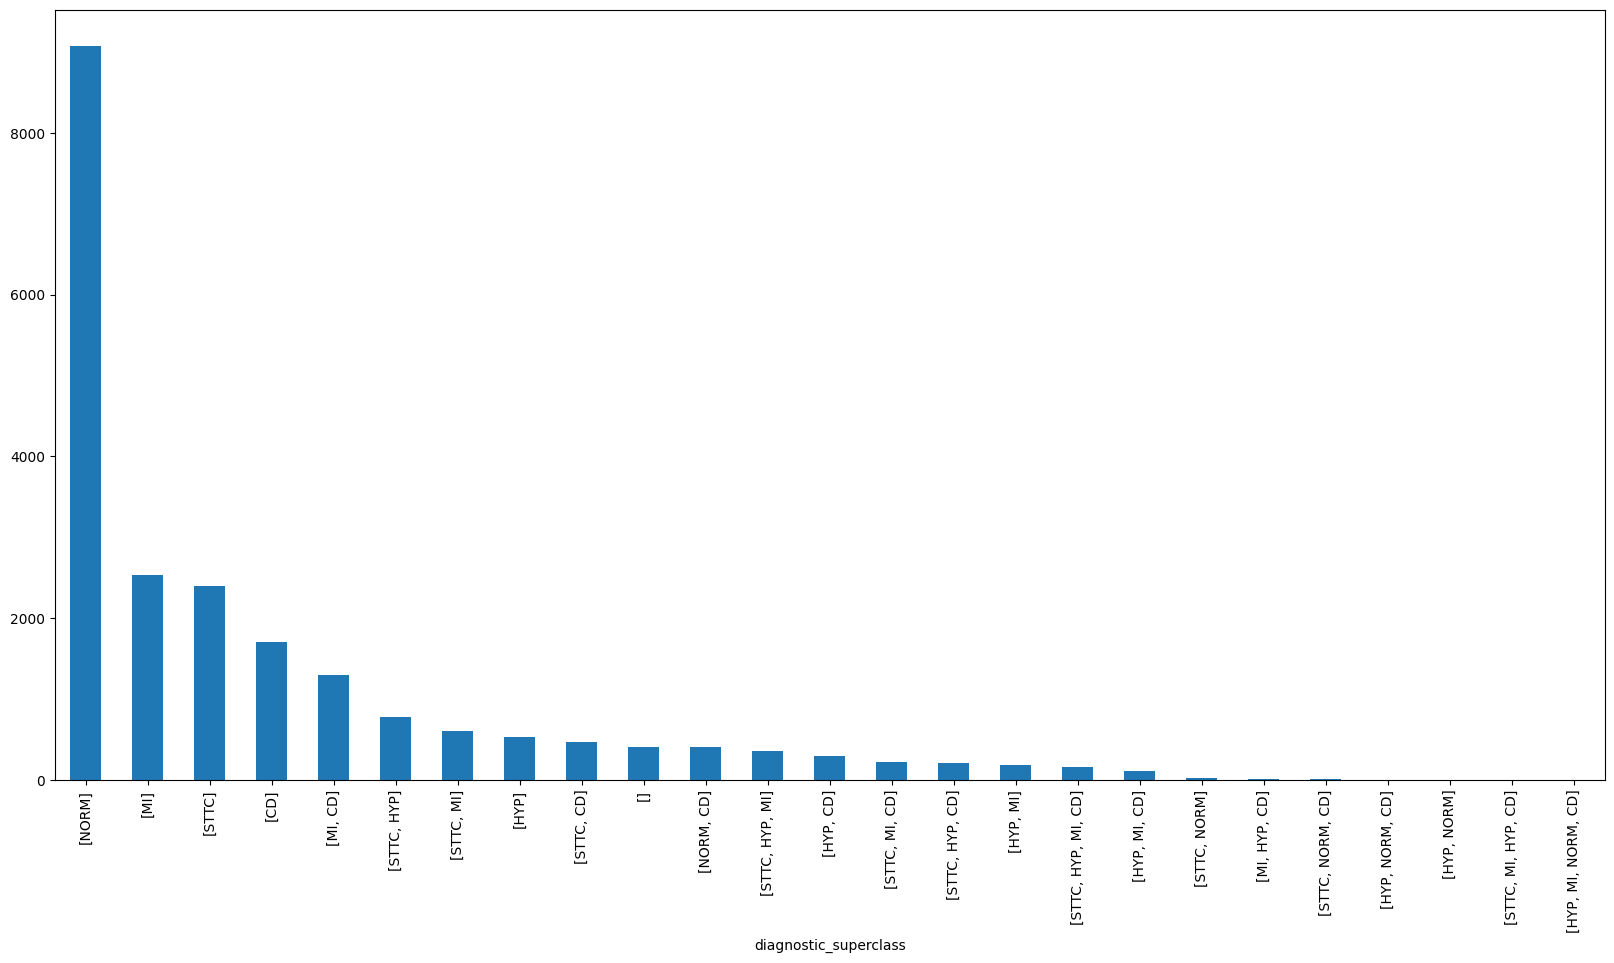 8000
6000
4000
2000
0
[NORM]
[MI]
[STTC]
[CD]
[MI, CD]
[STTC, HYP]
[STTC, MI]
[HYP]
[STTC, CD]
[]
[NORM, CD]
[STTC, HYP, MI]
[HYP, CD]
[STTC, MI, CD]
[STTC, HYP, CD]
[HYP, MI]
[STTC, HYP, MI, CD]
[HYP, MI, CD]
[STTC, NORM]
[MI, HYP, CD]
[STTC, NORM, CD]
[HYP, NORM, CD]
[HYP, NORM]
[STTC, MI, HYP, CD]
[HYP, MI, NORM, CD]
diagnostic_superclass